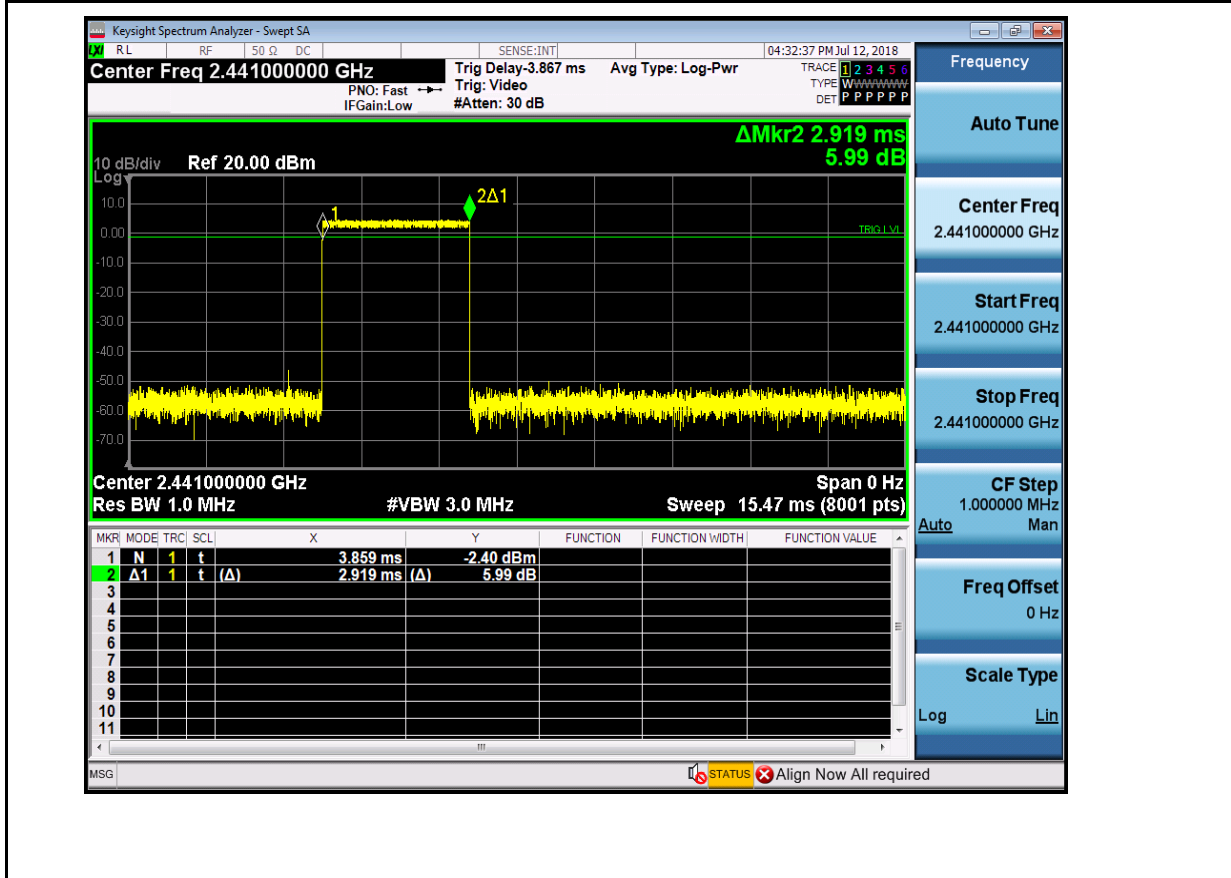 Keysight Spectrum Analyzer - Swept SA
LXI RL RF 50 Ω DC SENSE:INT 04:32:37 PM Jul 12, 2018
Center Freq 2.441000000 GHz Trig Delay-3.867 ms Avg Type: Log-Pwr TRACE 1 2 3 4 5 6
PNO: Fast Trig: Video TYPE WWWWWW
IFGain:Low #Atten: 30 dB DET P P P P P P
ΔMkr2 2.919 ms
5.99 dB
10 dB/div Ref 20.00 dBm
Log
10.0
0.00
-10.0
-20.0
-30.0
-40.0
-50.0
-60.0
-70.0
1
2Δ1
TRIG LVL
Center 2.441000000 GHz Span 0 Hz
Res BW 1.0 MHz #VBW 3.0 MHz Sweep 15.47 ms (8001 pts)
MKR MODE TRC SCL X Y FUNCTION FUNCTION WIDTH FUNCTION VALUE
1 N 1 t 3.859 ms -2.40 dBm
2 Δ1 1 t (Δ) 2.919 ms (Δ) 5.99 dB
3
4
5
6
7
8
9
10
11
MSG STATUS Align Now All required
Frequency
Auto Tune
Center Freq
2.441000000 GHz
Start Freq
2.441000000 GHz
Stop Freq
2.441000000 GHz
CF Step
1.000000 MHz
Auto Man
Freq Offset
0 Hz
Scale Type
Log Lin